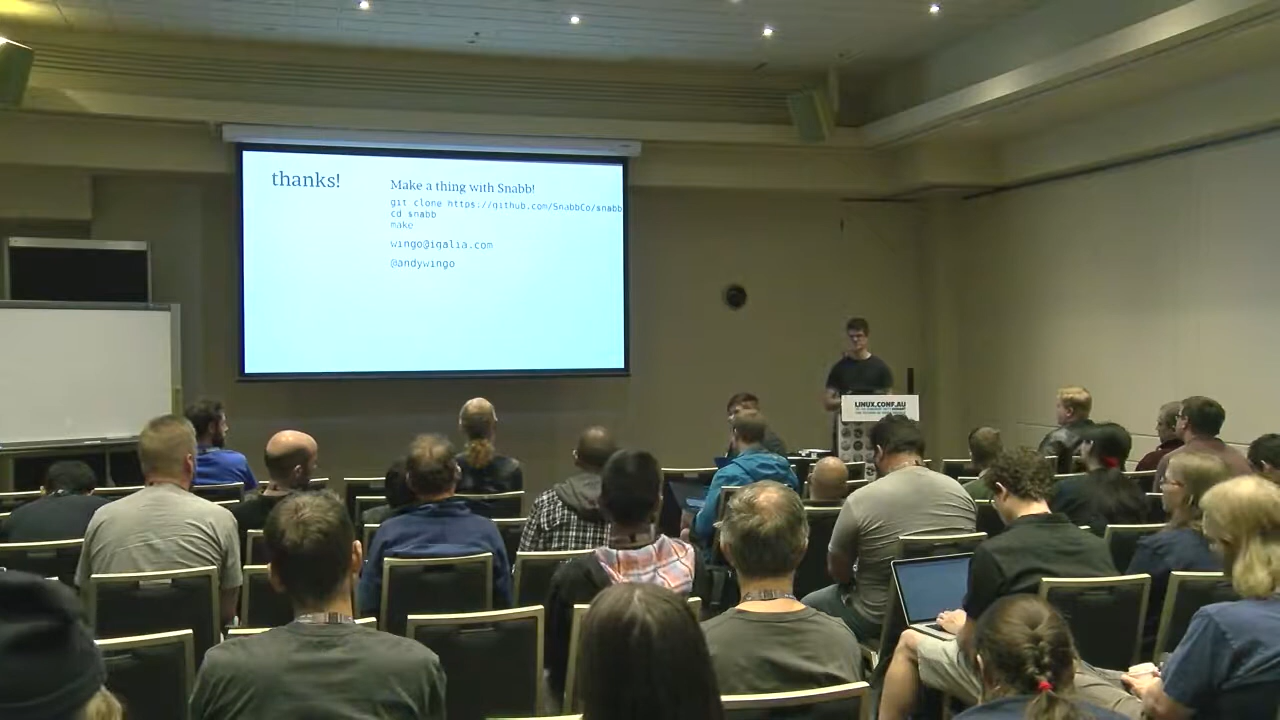 thanks!
Make a thing with Snabb!
git clone https://github.com/SnabbCo/snabb
cd snabb
make
wingo@igalia.com
@andywingo
LINUX.CONF.AU